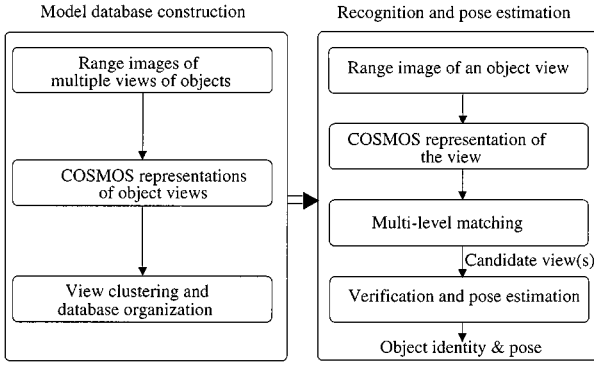 Model database construction
Range images of
multiple views of objects
COSMOS representations
of object views
View clustering and
database organization
Recognition and pose estimation
Range image of an object view
COSMOS representation of
the view
Multi-level matching
Candidate view(s)
Verification and pose estimation
Object identity & pose